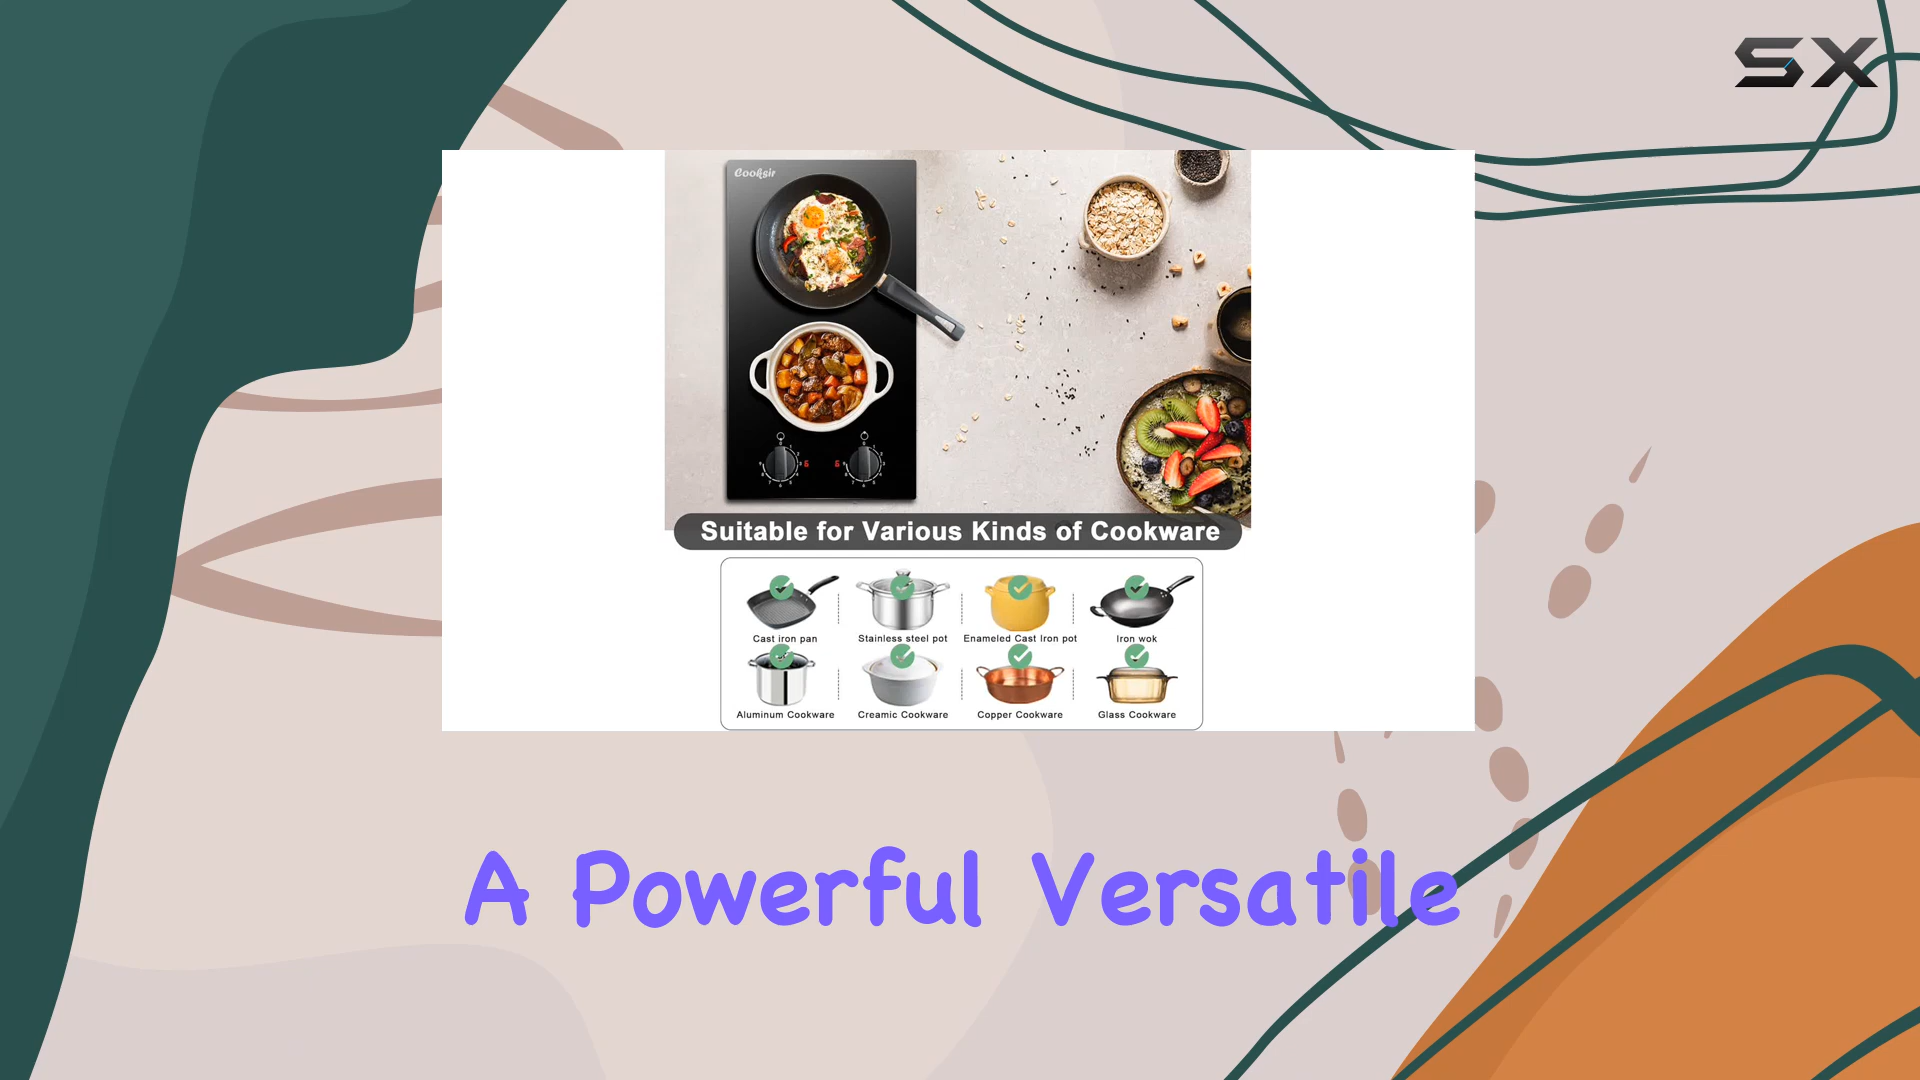 SX
Cooksir
Suitable for Various Kinds of Cookware
Cast iron pan
Stainless steel pot
Enameled Cast Iron pot
Iron wok
Aluminum Cookware
Creamic Cookware
Copper Cookware
Glass Cookware
A Powerful Versatile